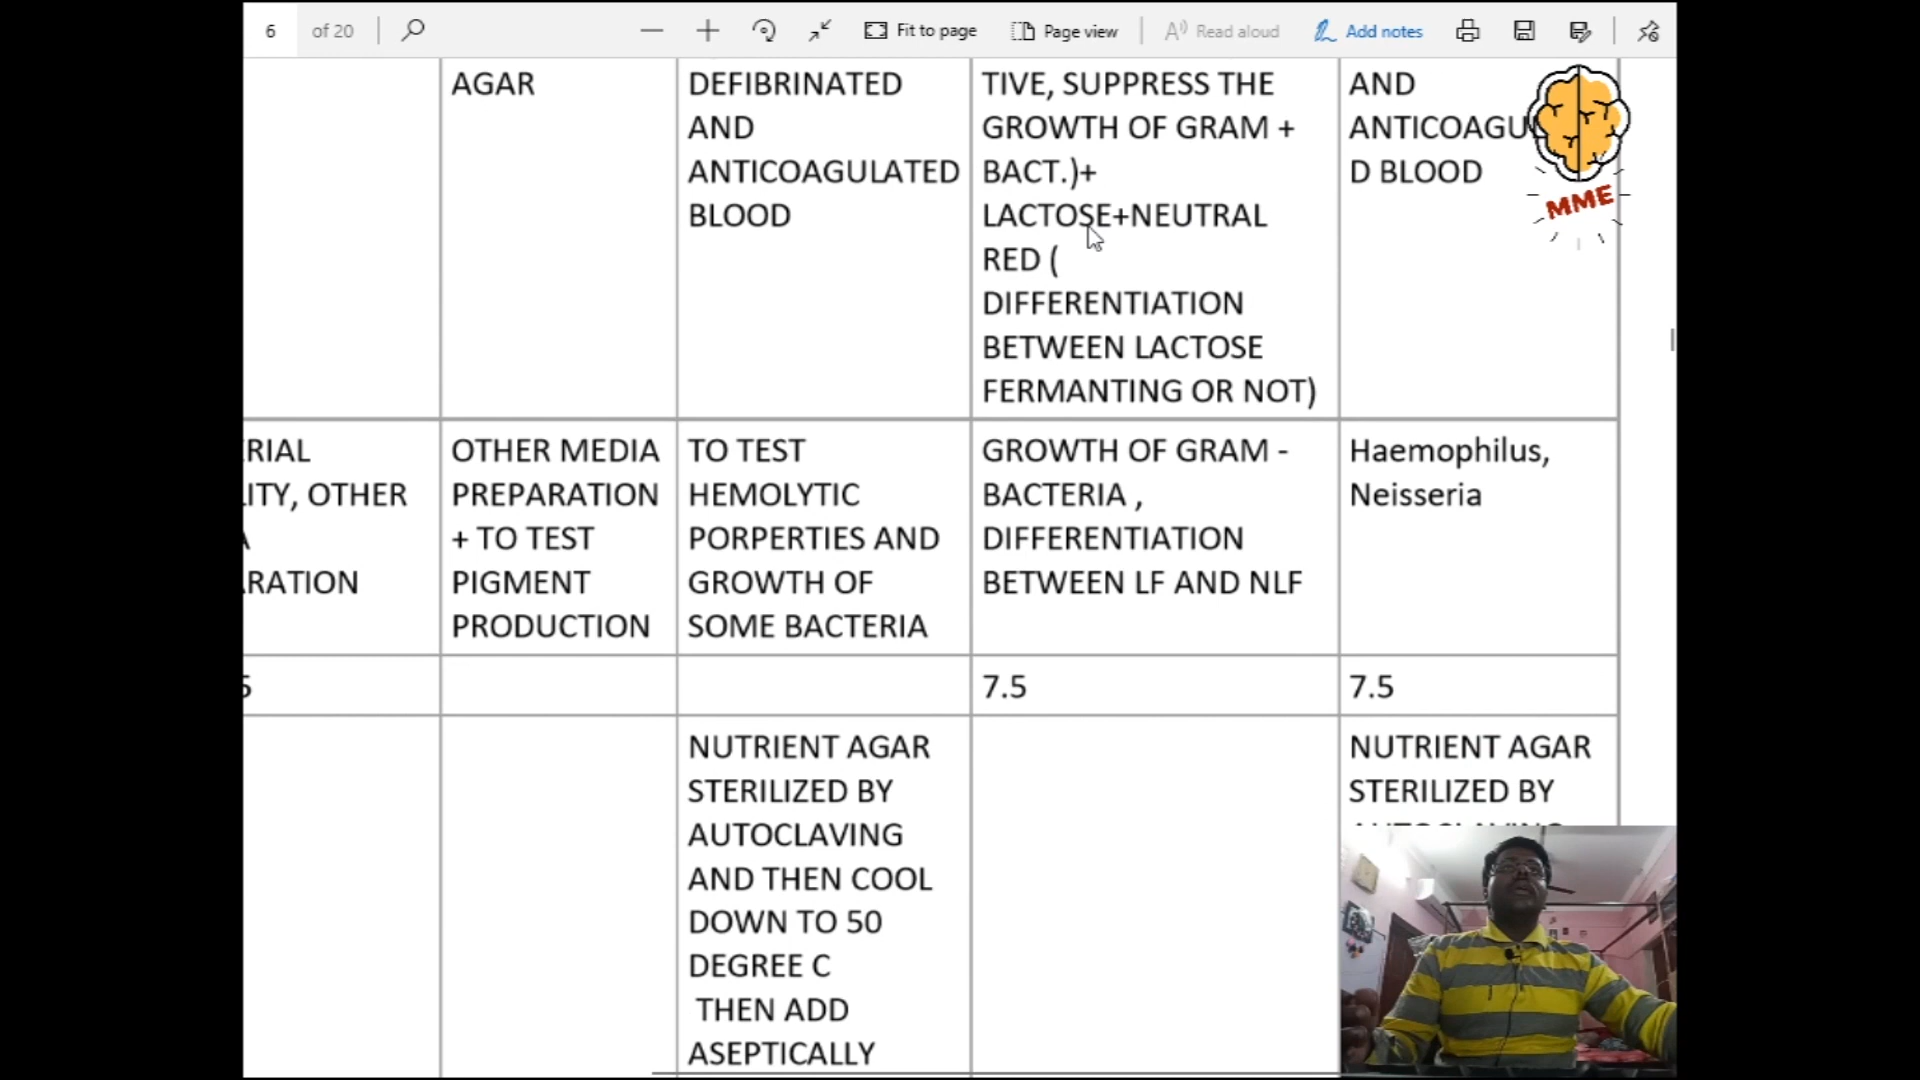 6 of 20 Fit to page Page view Read aloud Add notes
AGAR
DEFIBRINATED
AND
ANTICOAGULATED
BLOOD
TIVE, SUPPRESS THE
GROWTH OF GRAM +
BACT.)+
LACTOSE+NEUTRAL
RED (
DIFFERENTIATION
BETWEEN LACTOSE
FERMANTING OR NOT)
AND
ANTICOAGU
D BLOOD
MME
RIAL
LITY, OTHER
A
RATION
OTHER MEDIA
PREPARATION
+ TO TEST
PIGMENT
PRODUCTION
TO TEST
HEMOLYTIC
PORPERTIES AND
GROWTH OF
SOME BACTERIA
GROWTH OF GRAM -
BACTERIA ,
DIFFERENTIATION
BETWEEN LF AND NLF
Haemophilus,
Neisseria
5
7.5
7.5
NUTRIENT AGAR
STERILIZED BY
AUTOCLAVING
AND THEN COOL
DOWN TO 50
DEGREE C
THEN ADD
ASEPTICALLY
NUTRIENT AGAR
STERILIZED BY